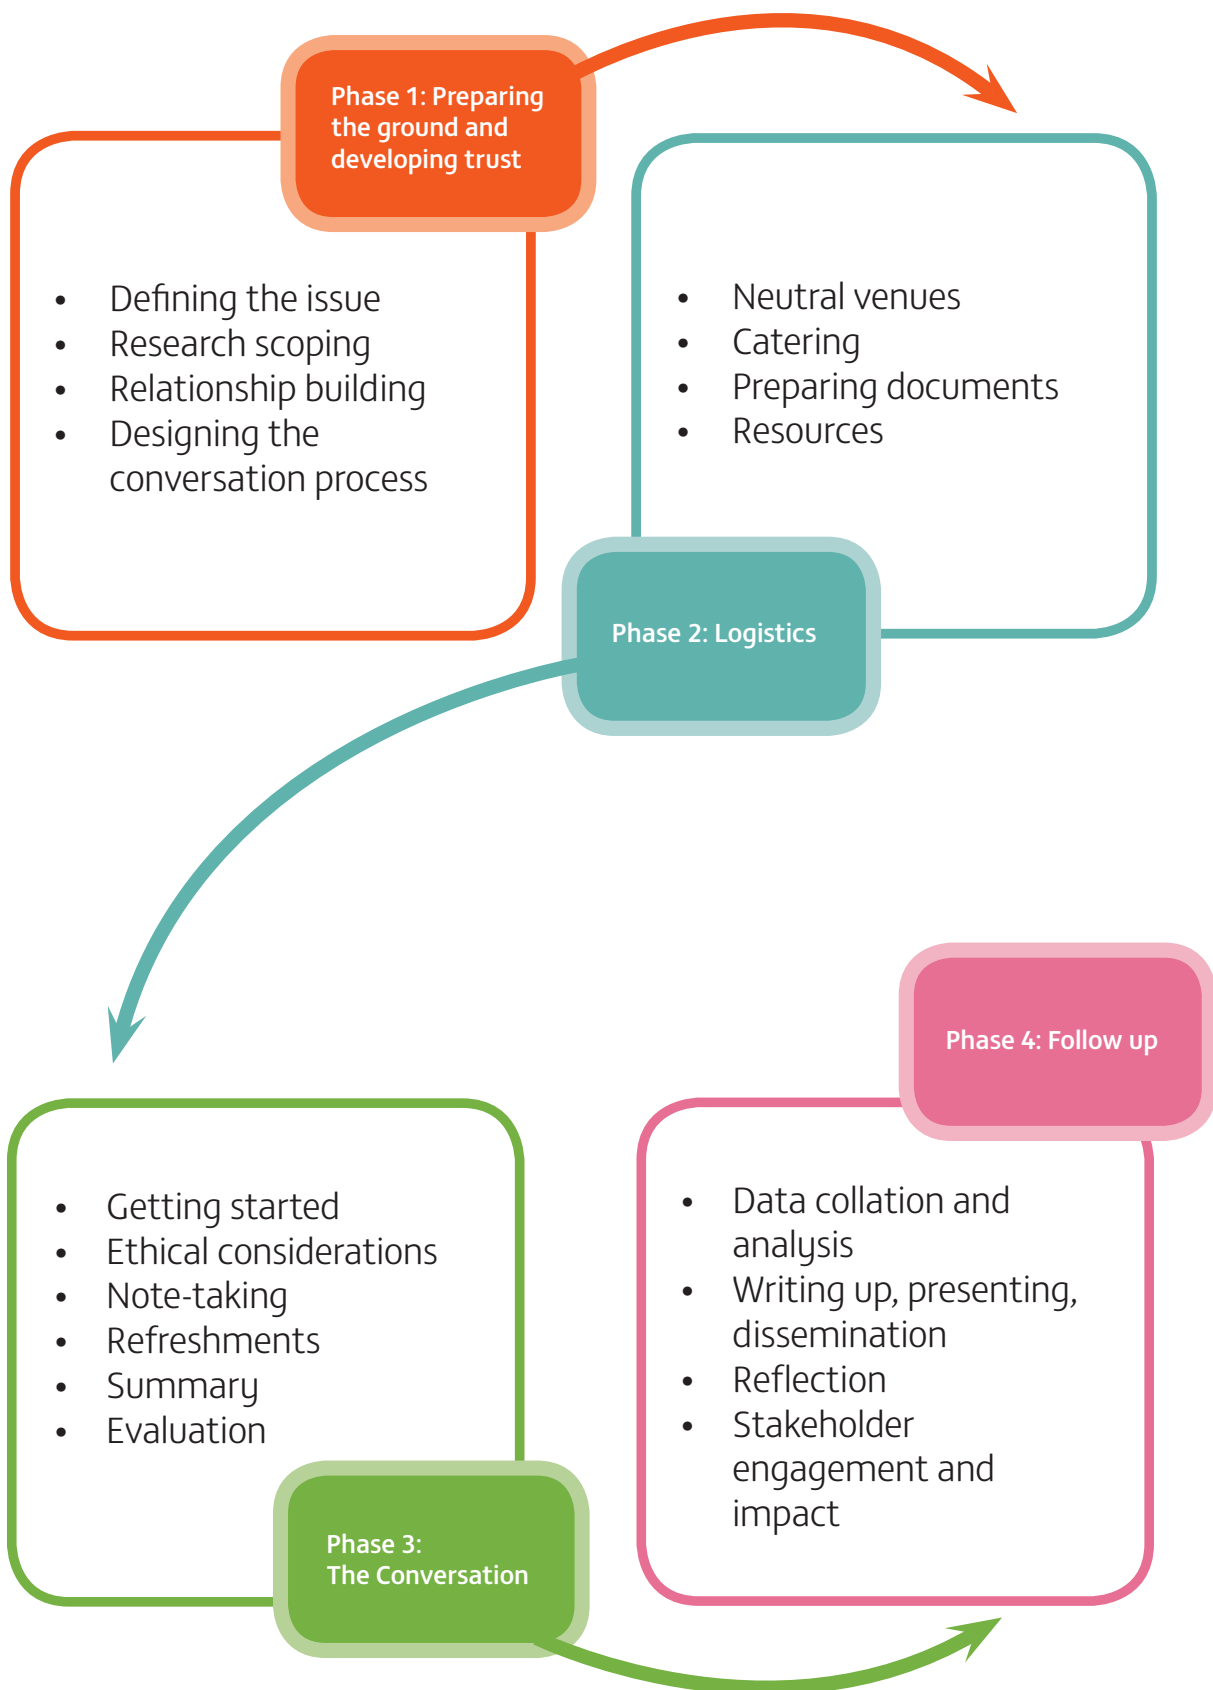 Phase 1: Preparing
the ground and
developing trust
• Defining the issue
• Research scoping
• Relationship building
• Designing the
conversation process
• Neutral venues
• Catering
• Preparing documents
• Resources
Phase 2: Logistics
• Getting started
• Ethical considerations
• Note-taking
• Refreshments
• Summary
• Evaluation
Phase 3:
The Conversation
Phase 4: Follow up
• Data collation and
analysis
• Writing up, presenting,
dissemination
• Reflection
• Stakeholder
engagement and
impact